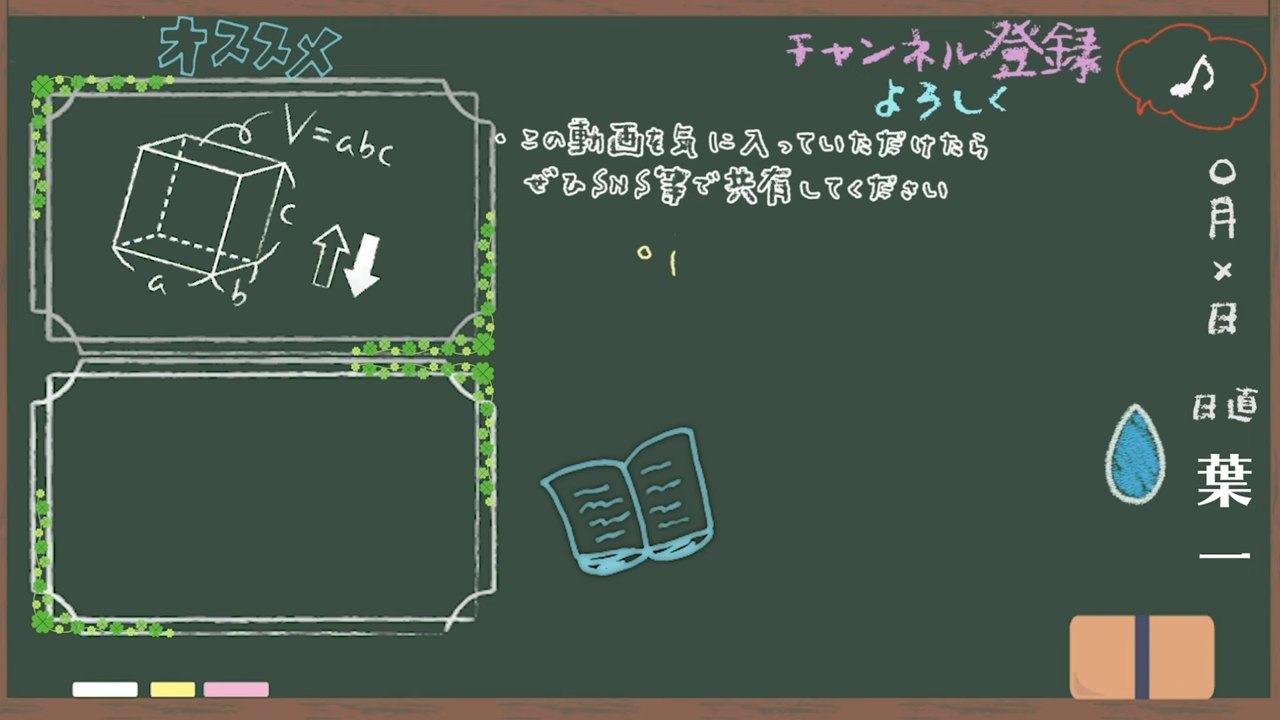 オススメ
チャンネル登録
よろしく
・この動画を気に入っていただけたら
ぜひSNS等で共有してください
V=abc
c
a
b
〇月×日
日直
葉一